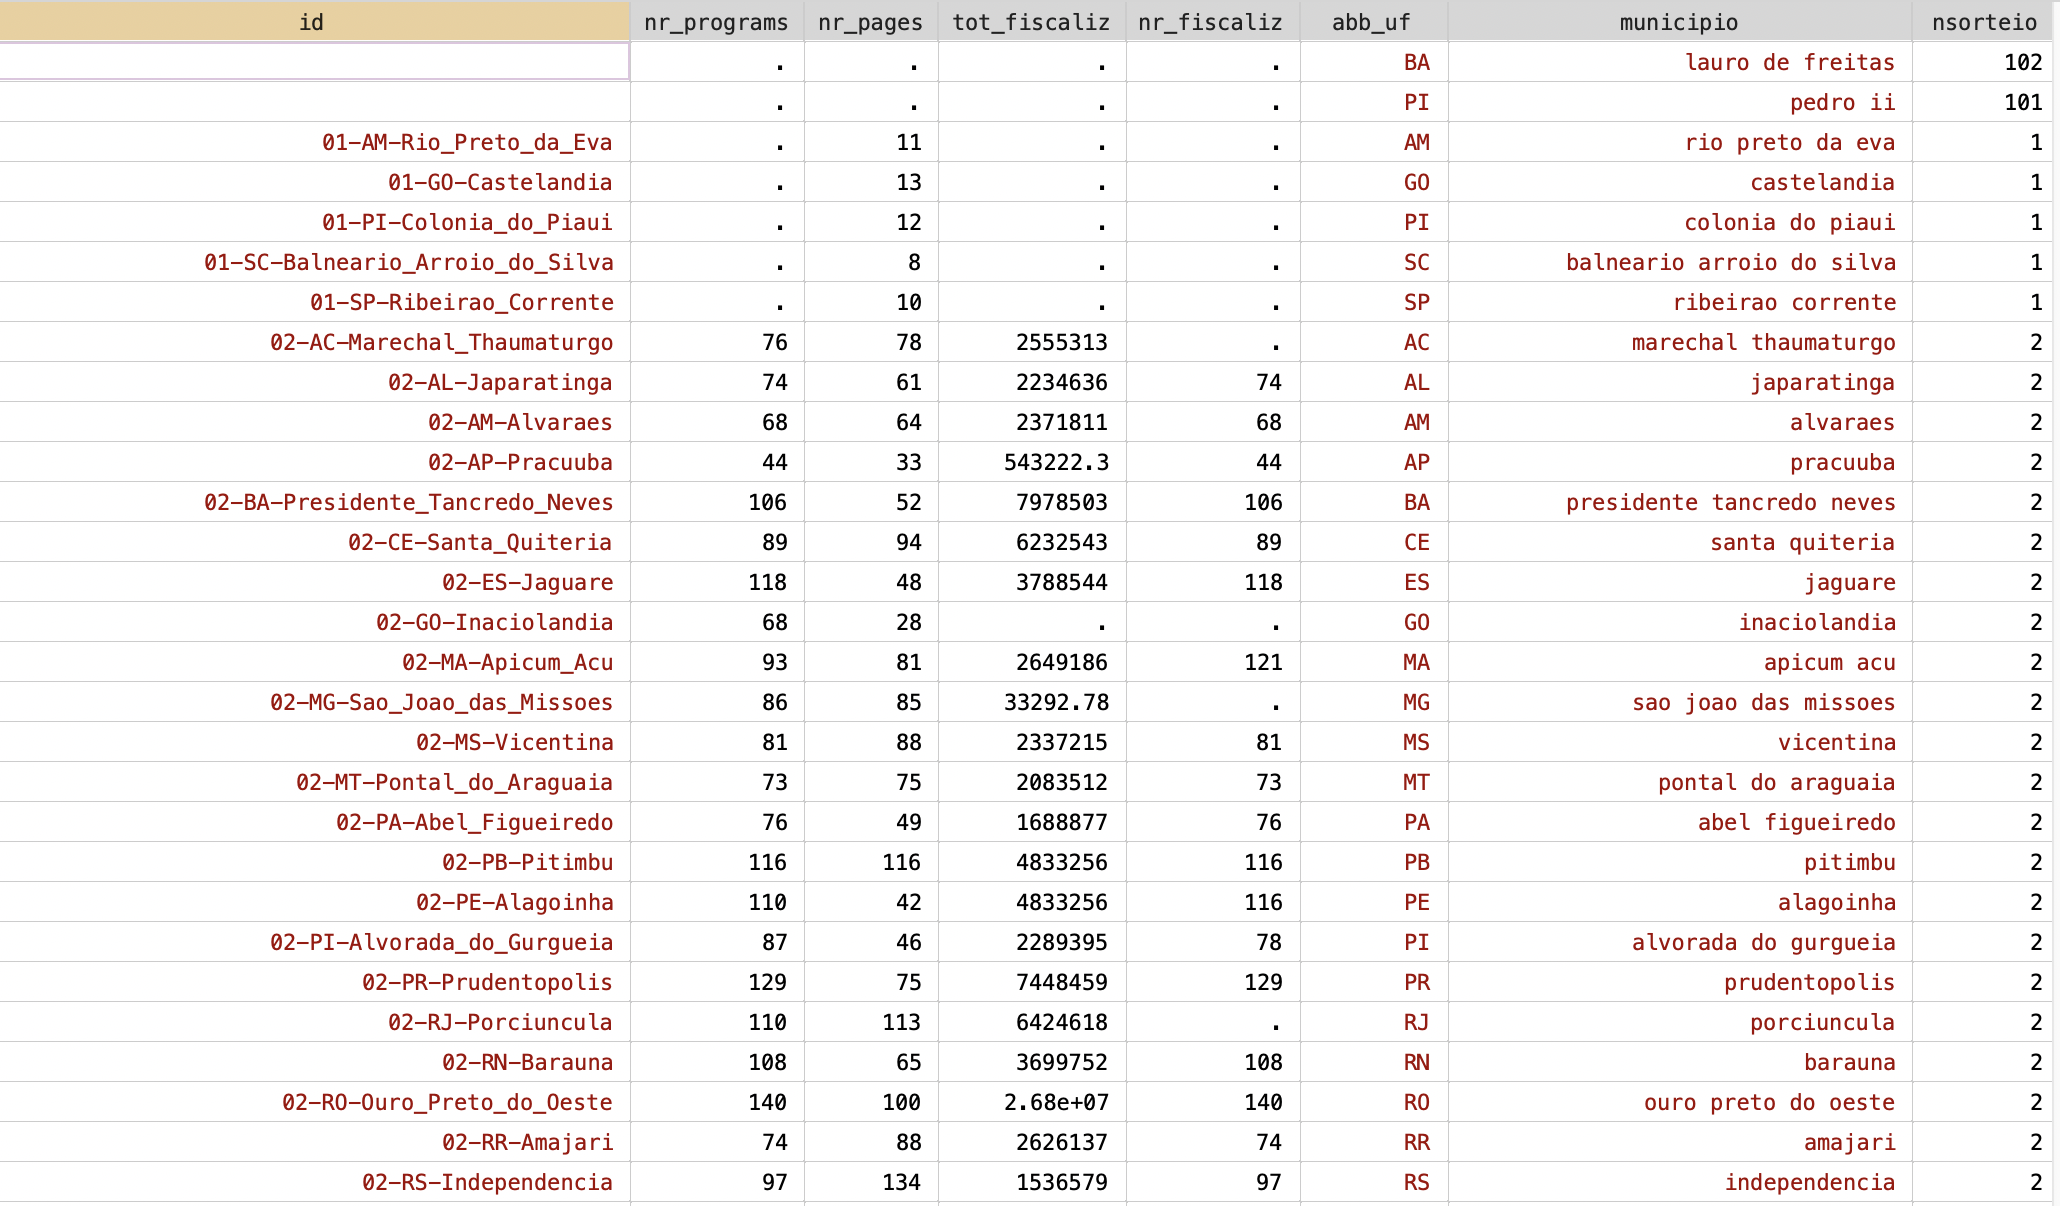 id nr_programs nr_pages tot_fiscaliz nr_fiscaliz abb_uf municipio nsorteio
. . . . BA lauro de freitas 102
. . . . PI pedro ii 101
01-AM-Rio_Preto_da_Eva . 11 . . AM rio preto da eva 1
01-GO-Castelandia . 13 . . GO castelandia 1
01-PI-Colonia_do_Piaui . 12 . . PI colonia do piaui 1
01-SC-Balneario_Arroio_do_Silva . 8 . . SC balneario arroio do silva 1
01-SP-Ribeirao_Corrente . 10 . . SP ribeirao corrente 1
02-AC-Marechal_Thaumaturgo 76 78 2555313 . AC marechal thaumaturgo 2
02-AL-Japaratinga 74 61 2234636 74 AL japaratinga 2
02-AM-Alvaraes 68 64 2371811 68 AM alvaraes 2
02-AP-Pracuuba 44 33 543222.3 44 AP pracuuba 2
02-BA-Presidente_Tancredo_Neves 106 52 7978503 106 BA presidente tancredo neves 2
02-CE-Santa_Quiteria 89 94 6232543 89 CE santa quiteria 2
02-ES-Jaguare 118 48 3788544 118 ES jaguare 2
02-GO-Inaciolandia 68 28 . . GO inaciolandia 2
02-MA-Apicum_Acu 93 81 2649186 121 MA apicum acu 2
02-MG-Sao_Joao_das_Missoes 86 85 33292.78 . MG sao joao das missoes 2
02-MS-Vicentina 81 88 2337215 81 MS vicentina 2
02-MT-Pontal_do_Araguaia 73 75 2083512 73 MT pontal do araguaia 2
02-PA-Abel_Figueiredo 76 49 1688877 76 PA abel figueiredo 2
02-PB-Pitimbu 116 116 4833256 116 PB pitimbu 2
02-PE-Alagoinha 110 42 4833256 116 PE alagoinha 2
02-PI-Alvorada_do_Gurgueia 87 46 2289395 78 PI alvorada do gurgueia 2
02-PR-Prudentopolis 129 75 7448459 129 PR prudentopolis 2
02-RJ-Porciuncula 110 113 6424618 . RJ porciuncula 2
02-RN-Barauna 108 65 3699752 108 RN barauna 2
02-RO-Ouro_Preto_do_Oeste 140 100 2.68e+07 140 RO ouro preto do oeste 2
02-RR-Amajari 74 88 2626137 74 RR amajari 2
02-RS-Independencia 97 134 1536579 97 RS independencia 2